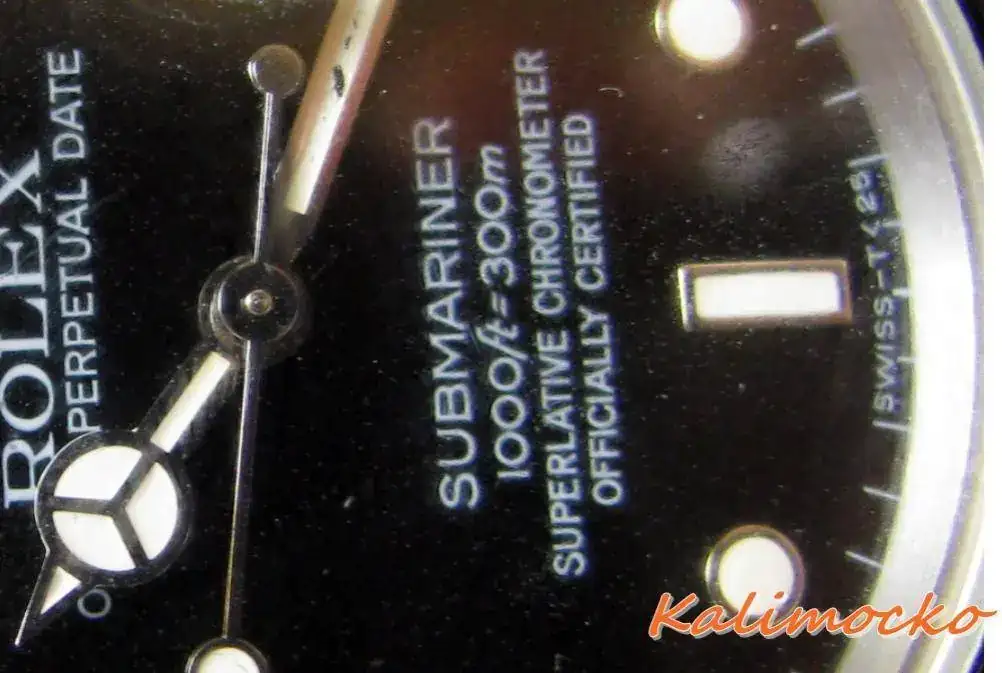 ROLEX
PERPETUAL DATE
SUBMARINER
1000ft=300m
SUPERLATIVE CHRONOMETER
OFFICIALLY CERTIFIED
SWISS-T<25
Kalimocko